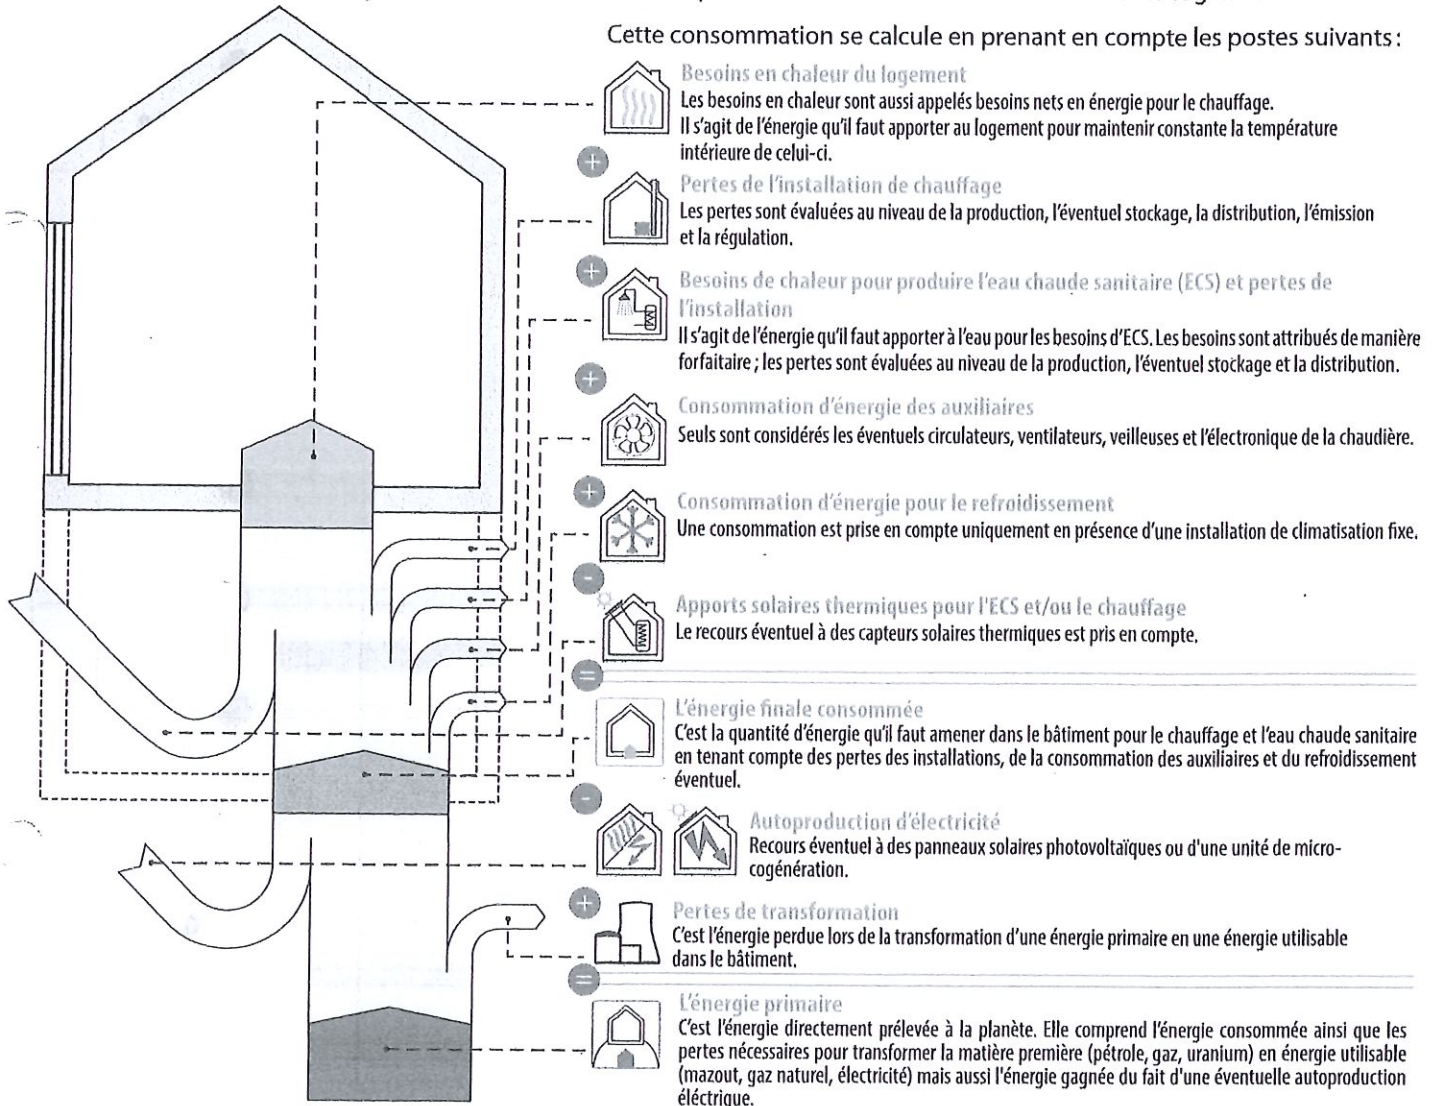 Cette consommation se calcule en prenant en compte les postes suivants :
Besoins en chaleur du logement
Les besoins en chaleur sont aussi appelés besoins nets en énergie pour le chauffage.
Il s'agit de l'énergie qu'il faut apporter au logement pour maintenir constante la température
intérieure de celui-ci.
+
Pertes de l'installation de chauffage
Les pertes sont évaluées au niveau de la production, l'éventuel stockage, la distribution, l'émission
et la régulation.
+
Besoins de chaleur pour produire l'eau chaude sanitaire (ECS) et pertes de
l'installation
Il s'agit de l'énergie qu'il faut apporter à l'eau pour les besoins d'ECS. Les besoins sont attribués de manière
forfaitaire ; les pertes sont évaluées au niveau de la production, l'éventuel stockage et la distribution.
+
Consommation d'énergie des auxiliaires
Seuls sont considérés les éventuels circulateurs, ventilateurs, veilleuses et l'électronique de la chaudière.
+
Consommation d'énergie pour le refroidissement
Une consommation est prise en compte uniquement en présence d'une installation de climatisation fixe.
-
Apports solaires thermiques pour l'ECS et/ou le chauffage
Le recours éventuel à des capteurs solaires thermiques est pris en compte.
=
L'énergie finale consommée
C'est la quantité d'énergie qu'il faut amener dans le bâtiment pour le chauffage et l'eau chaude sanitaire
en tenant compte des pertes des installations, de la consommation des auxiliaires et du refroidissement
éventuel.
-
Autoproduction d'électricité
Recours éventuel à des panneaux solaires photovoltaïques ou d'une unité de micro-
cogénération.
+
Pertes de transformation
C'est l'énergie perdue lors de la transformation d'une énergie primaire en une énergie utilisable
dans le bâtiment.
=
L'énergie primaire
C'est l'énergie directement prélevée à la planète. Elle comprend l'énergie consommée ainsi que les
pertes nécessaires pour transformer la matière première (pétrole, gaz, uranium) en énergie utilisable
(mazout, gaz naturel, électricité) mais aussi l'énergie gagnée du fait d'une éventuelle autoproduction
éléctrique.